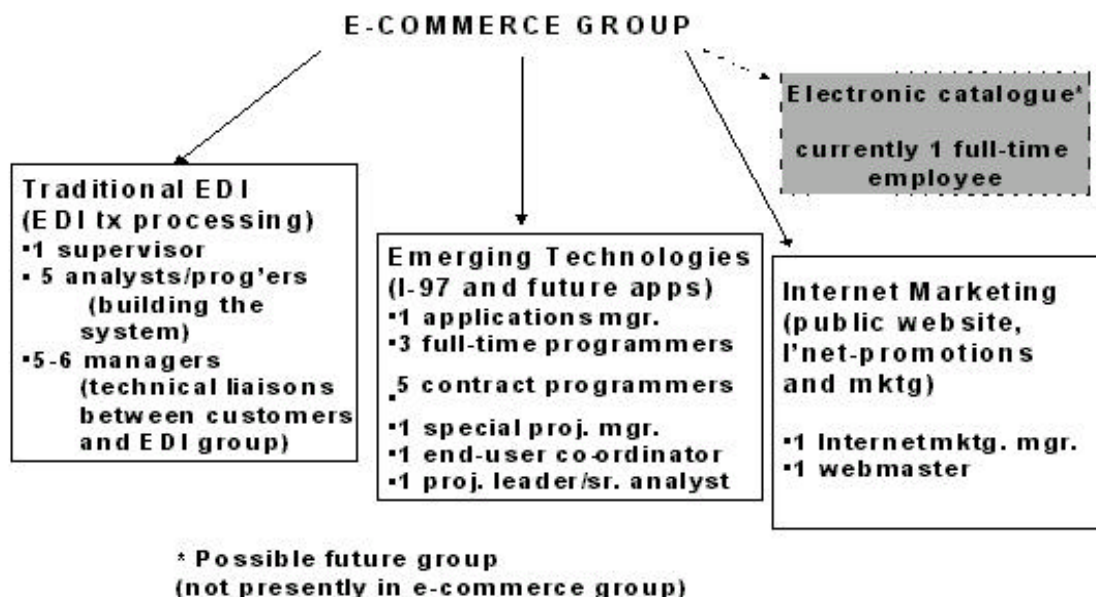 E-COMMERCE GROUP
Electronic catalogue*
currently 1 full-time
employee
Traditional EDI
(EDI tx processing)
▪1 supervisor
▪ 5 analysts/prog'ers
(building the
system)
▪5-6 managers
(technical liaisons
between customers
and EDI group)
Emerging Technologies
(I-97 and future apps)
▪1 applications mgr.
▪3 full-time programmers
▪5 contract programmers
▪1 special proj. mgr.
▪1 end-user co-ordinator
▪1 proj. leader/sr. analyst
Internet Marketing
(public website,
I'net-promotions
and mktg)
▪1 Internet mktg. mgr.
▪1 webmaster
* Possible future group
(not presently in e-commerce group)